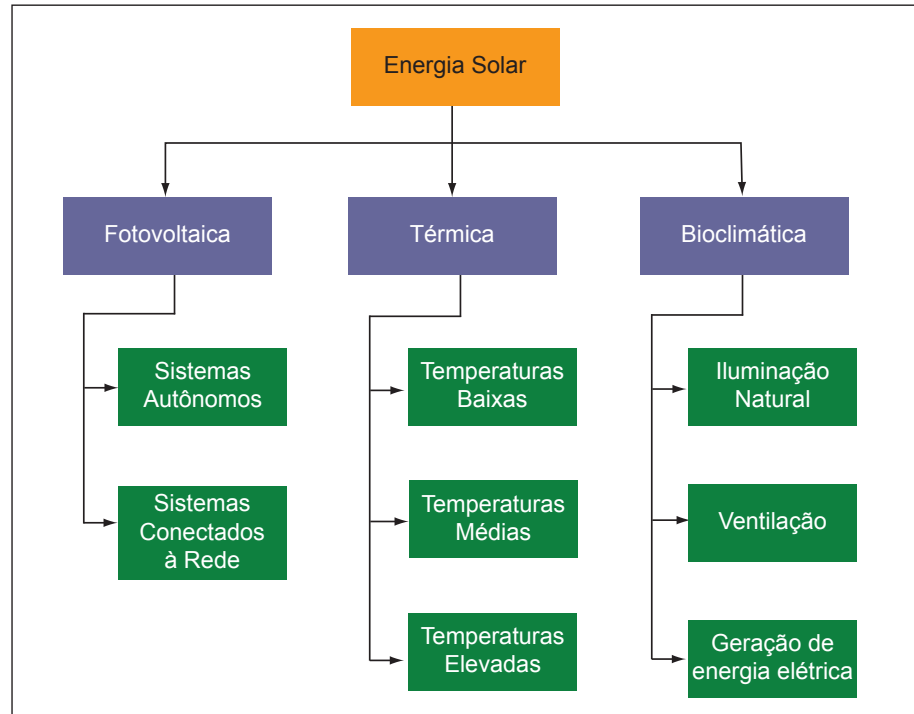 Energia Solar
Fotovoltaica
Térmica
Bioclimática
Sistemas
Autônomos
Temperaturas
Baixas
Iluminação
Natural
Sistemas
Conectados
à Rede
Temperaturas
Médias
Ventilação
Temperaturas
Elevadas
Geração de
energia elétrica